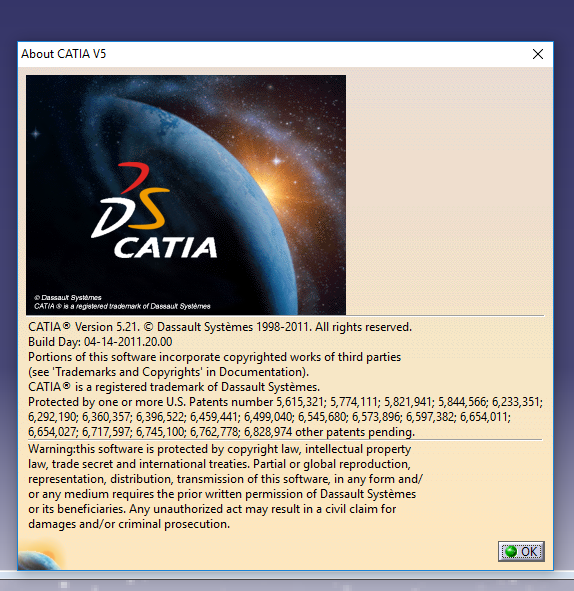 About CATIA V5
DS
CATIA
© Dassault Systèmes
CATIA ® is a registered trademark of Dassault Systèmes
CATIA® Version 5.21. © Dassault Systèmes 1998-2011. All rights reserved.
Build Day: 04-14-2011.20.00
Portions of this software incorporate copyrighted works of third parties
(see 'Trademarks and Copyrights' in Documentation).
CATIA® is a registered trademark of Dassault Systèmes.
Protected by one or more U.S. Patents number 5,615,321; 5,774,111; 5,821,941; 5,844,566; 6,233,351;
6,292,190; 6,360,357; 6,396,522; 6,459,441; 6,499,040; 6,545,680; 6,573,896; 6,597,382; 6,654,011;
6,654,027; 6,717,597; 6,745,100; 6,762,778; 6,828,974 other patents pending.
Warning:this software is protected by copyright law, intellectual property
law, trade secret and international treaties. Partial or global reproduction,
representation, distribution, transmission of this software, in any form and/
or any medium requires the prior written permission of Dassault Systèmes
or its beneficiaries. Any unauthorized act may result in a civil claim for
damages and/or criminal prosecution.
OK